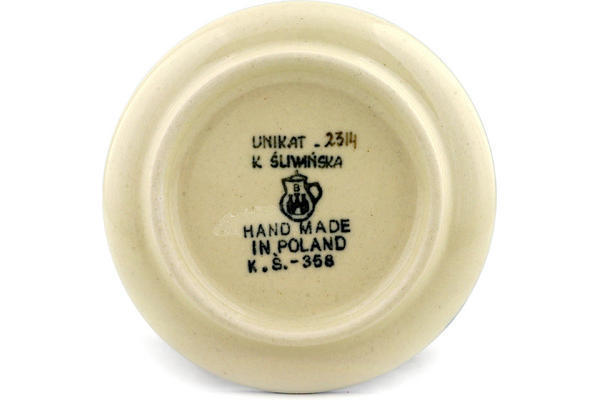 UNIKAT - 2314
K. ŚLIWIŃSKA
B
HAND MADE
IN POLAND
K.Ś.-358